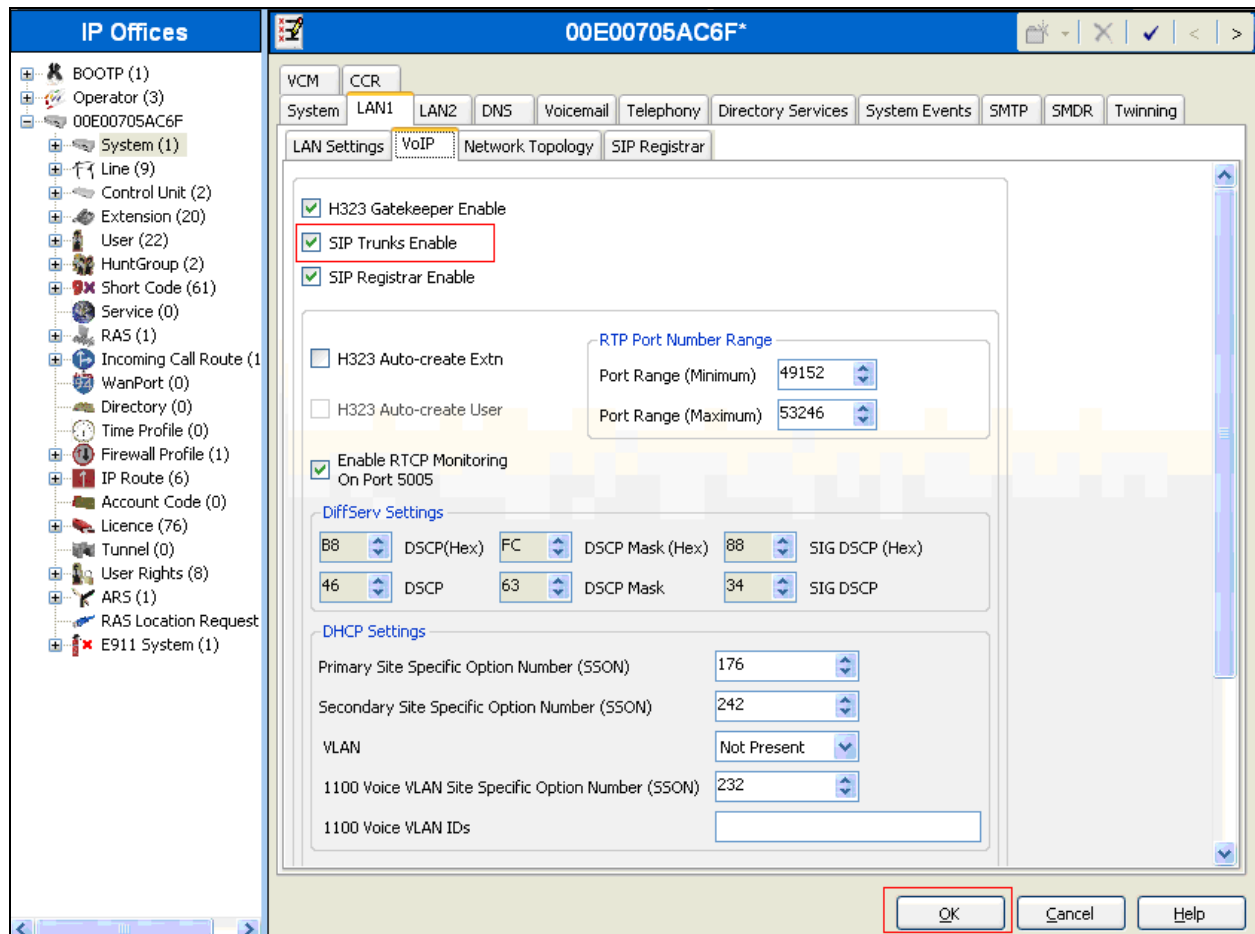 IP Offices
BOOTP (1)
Operator (3)
00E00705AC6F
System (1)
Line (9)
Control Unit (2)
Extension (20)
User (22)
HuntGroup (2)
Short Code (61)
Service (0)
RAS (1)
Incoming Call Route (1
WanPort (0)
Directory (0)
Time Profile (0)
Firewall Profile (1)
IP Route (6)
Account Code (0)
Licence (76)
Tunnel (0)
User Rights (8)
ARS (1)
RAS Location Request
E911 System (1)
00E00705AC6F*
VCM CCR
System LAN1 LAN2 DNS Voicemail Telephony Directory Services System Events SMTP SMDR Twinning
LAN Settings VoIP Network Topology SIP Registrar
H323 Gatekeeper Enable
SIP Trunks Enable
SIP Registrar Enable
H323 Auto-create Extn
H323 Auto-create User
RTP Port Number Range
Port Range (Minimum) 49152
Port Range (Maximum) 53246
Enable RTCP Monitoring
On Port 5005
DiffServ Settings
B8 DSCP(Hex) FC DSCP Mask (Hex) 88 SIG DSCP (Hex)
46 DSCP 63 DSCP Mask 34 SIG DSCP
DHCP Settings
Primary Site Specific Option Number (SSON) 176
Secondary Site Specific Option Number (SSON) 242
VLAN Not Present
1100 Voice VLAN Site Specific Option Number (SSON) 232
1100 Voice VLAN IDs
OK Cancel Help